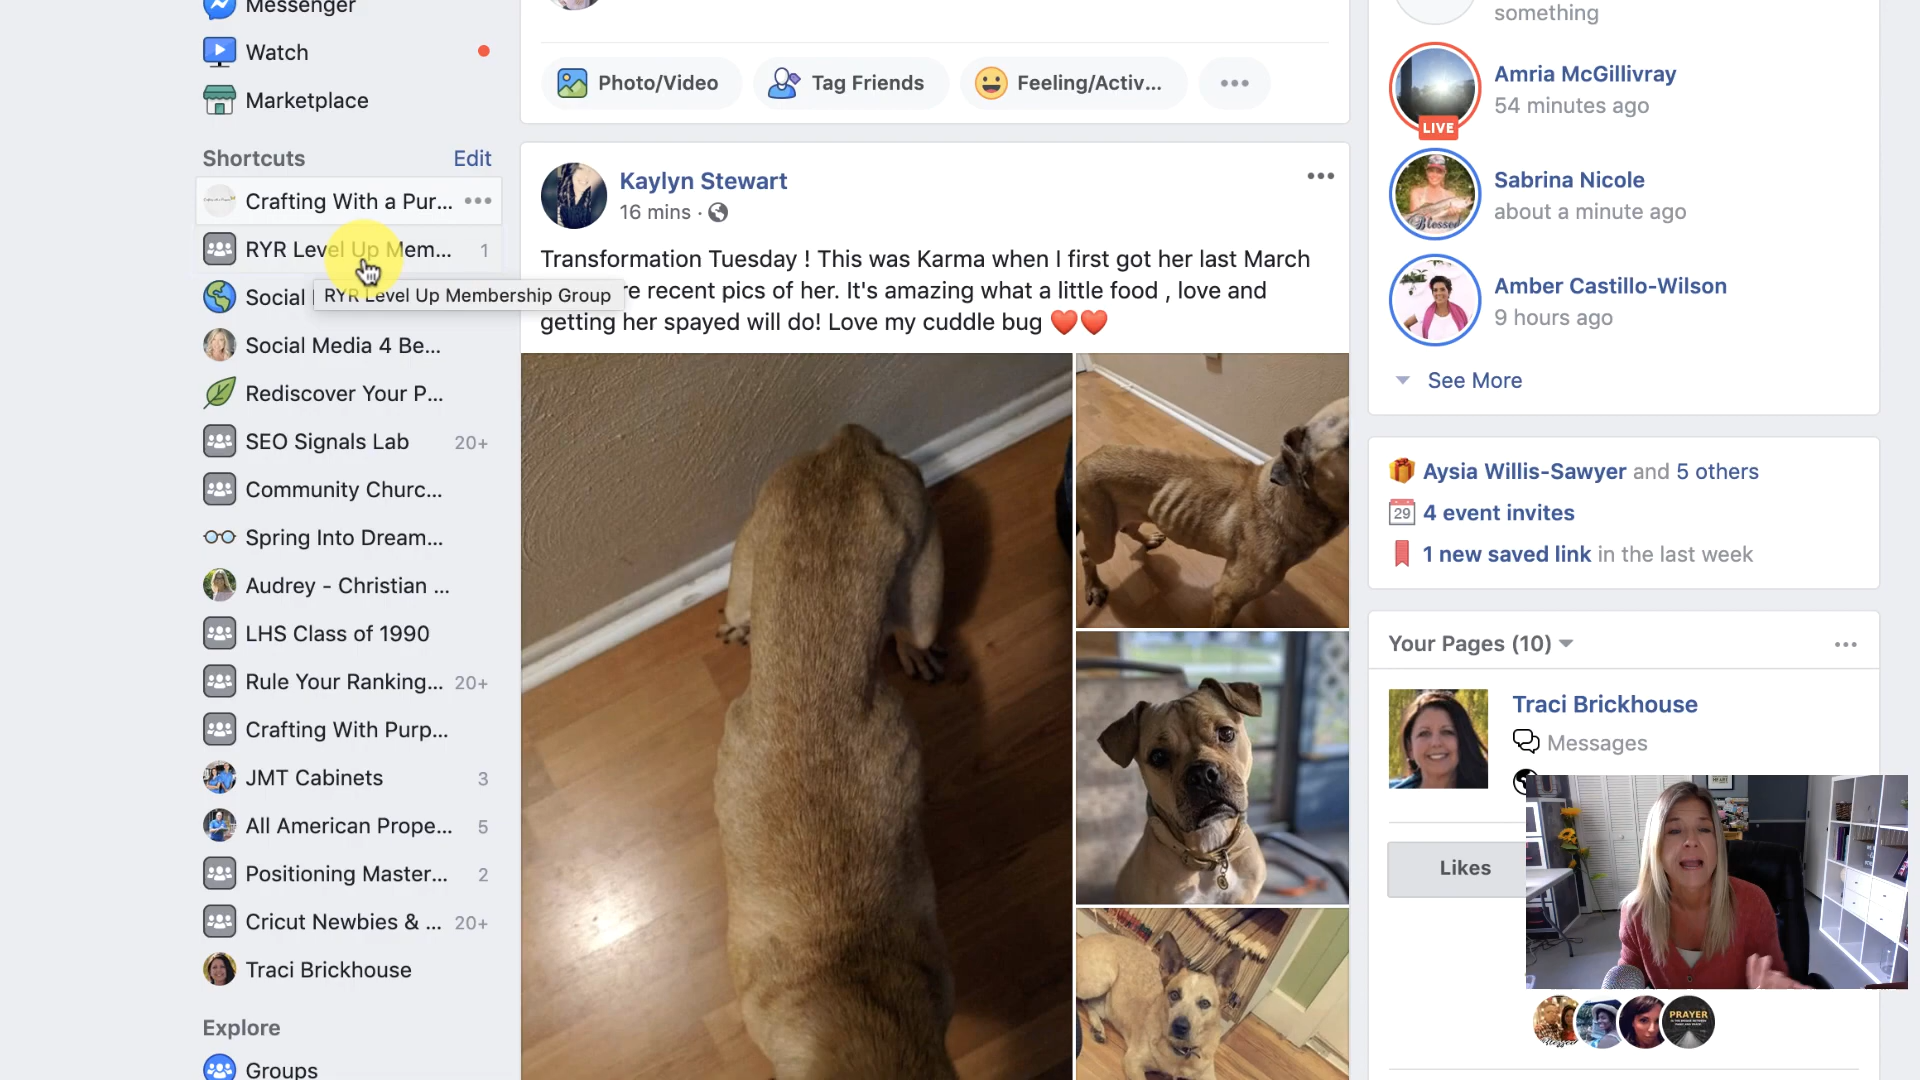 Messenger
Watch
Marketplace
Shortcuts
Edit
Crafting With a Pur...
RYR Level Up Mem...
1
Social
RYR Level Up Membership Group
Social Media 4 Be...
Rediscover Your P...
SEO Signals Lab
20+
Community Churc...
Spring Into Dream...
Audrey - Christian ...
LHS Class of 1990
Rule Your Ranking...
20+
Crafting With Purp...
JMT Cabinets
3
All American Prope...
5
Positioning Master...
2
Cricut Newbies & ...
20+
Traci Brickhouse
Explore
Groups
Photo/Video
Tag Friends
Feeling/Activ...
Kaylyn Stewart
16 mins ·
Transformation Tuesday ! This was Karma when I first got her last March
re recent pics of her. It's amazing what a little food , love and
getting her spayed will do! Love my cuddle bug ❤️❤️
something
Amria McGillivray
54 minutes ago
LIVE
Sabrina Nicole
about a minute ago
Blessed
Amber Castillo-Wilson
9 hours ago
See More
Aysia Willis-Sawyer and 5 others
29
4 event invites
1 new saved link in the last week
Your Pages (10)
Traci Brickhouse
Messages
Likes
PRAYER